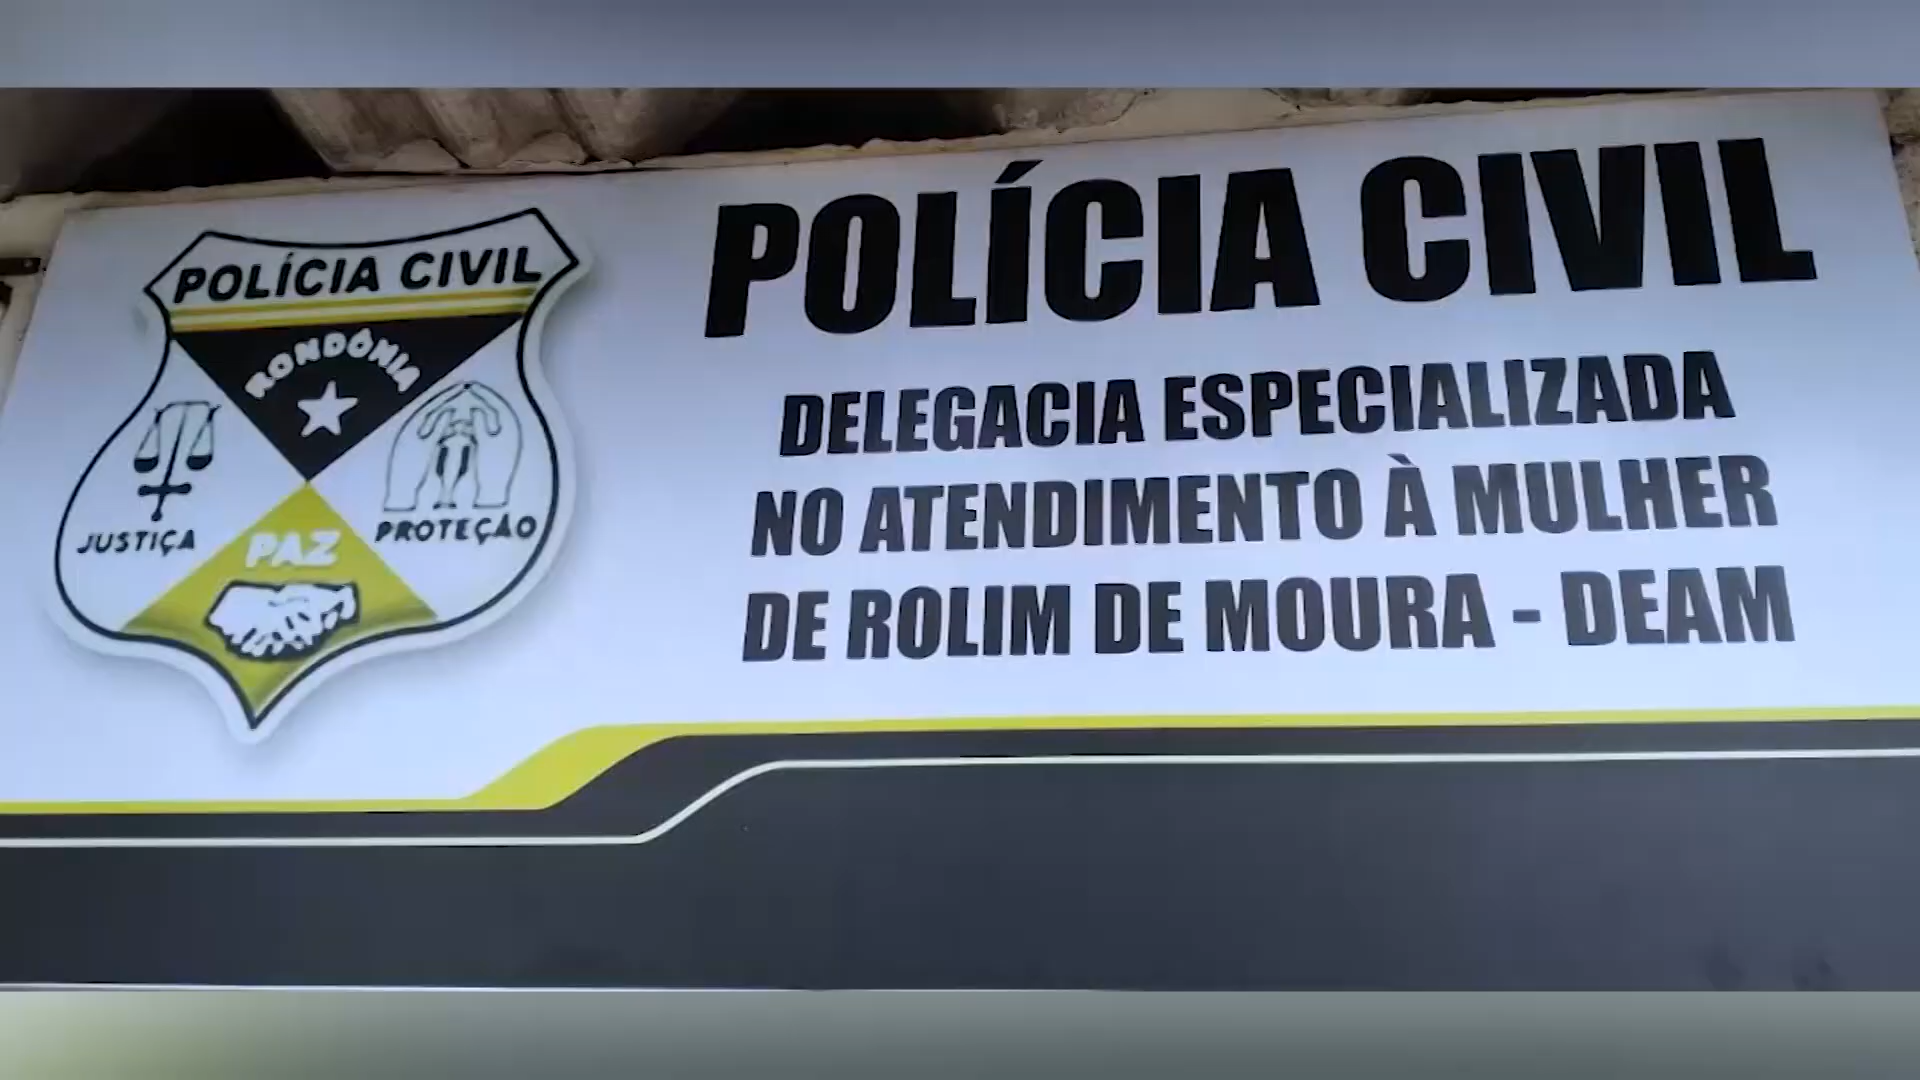 POLÍCIA CIVIL
RONDÔNIA
JUSTIÇA
PROTEÇÃO
PAZ
POLÍCIA CIVIL
DELEGACIA ESPECIALIZADA
NO ATENDIMENTO À MULHER
DE ROLIM DE MOURA - DEAM